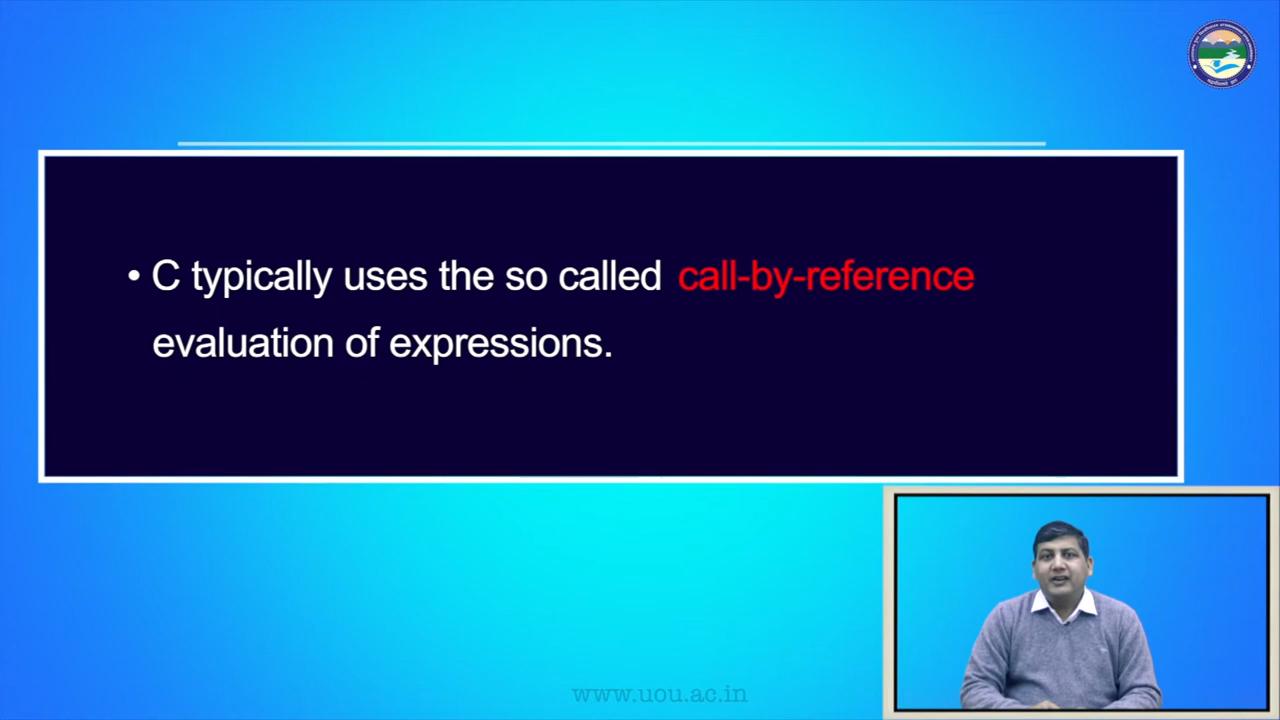 • C typically uses the so called call-by-reference
evaluation of expressions.
www.uou.ac.in